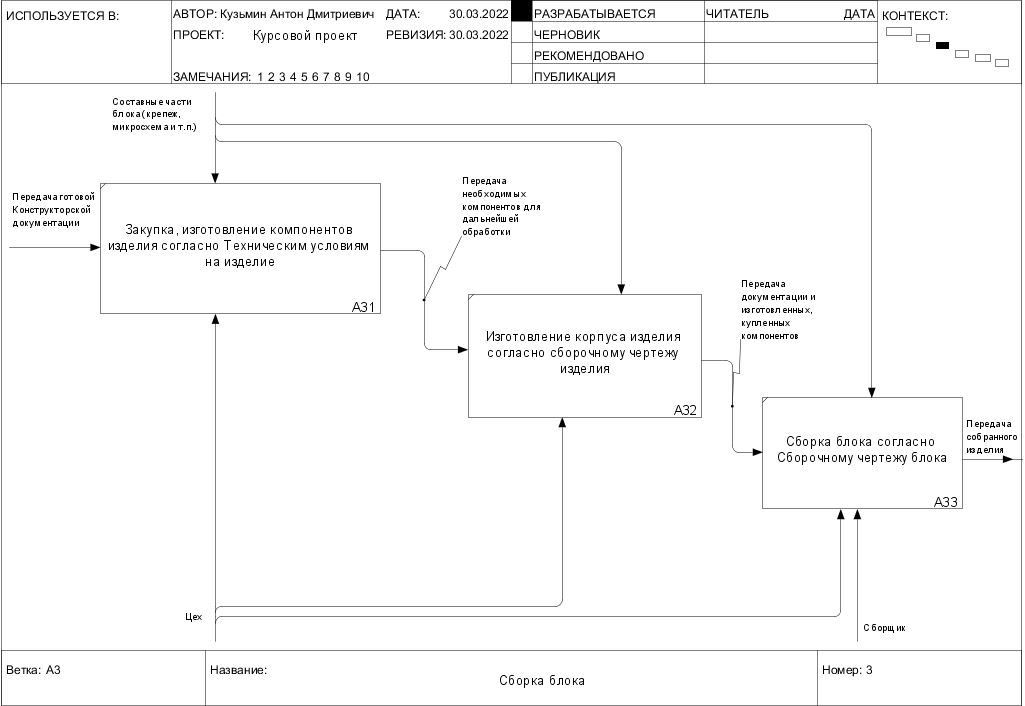 ИСПОЛЬЗУЕТСЯ В:
АВТОР: Кузьмин Антон Дмитриевич ДАТА: 30.03.2022
ПРОЕКТ: Курсовой проект РЕВИЗИЯ: 30.03.2022
ЗАМЕЧАНИЯ: 1 2 3 4 5 6 7 8 9 10
РАЗРАБАТЫВАЕТСЯ
ЧЕРНОВИК
РЕКОМЕНДОВАНО
ПУБЛИКАЦИЯ
ЧИТАТЕЛЬ ДАТА
КОНТЕКСТ:
Составные части
блока (крепеж,
микросхема и т.п.)
Передача готовой
Конструкторской
документации
Закупка, изготовление компонентов
изделия согласно Техническим условиям
на изделие
A31
Передача
необходимых
компонентов для
дальнейшей
обработки
Изготовление корпуса изделия
согласно сборочному чертежу
изделия
A32
Передача
документации и
изготовленных,
купленных
компонентов
Сборка блока согласно
Сборочному чертежу блока
A33
Передача
собранного
изделия
Цех
Сборщик
Ветка: A3
Название:
Сборка блока
Номер: 3